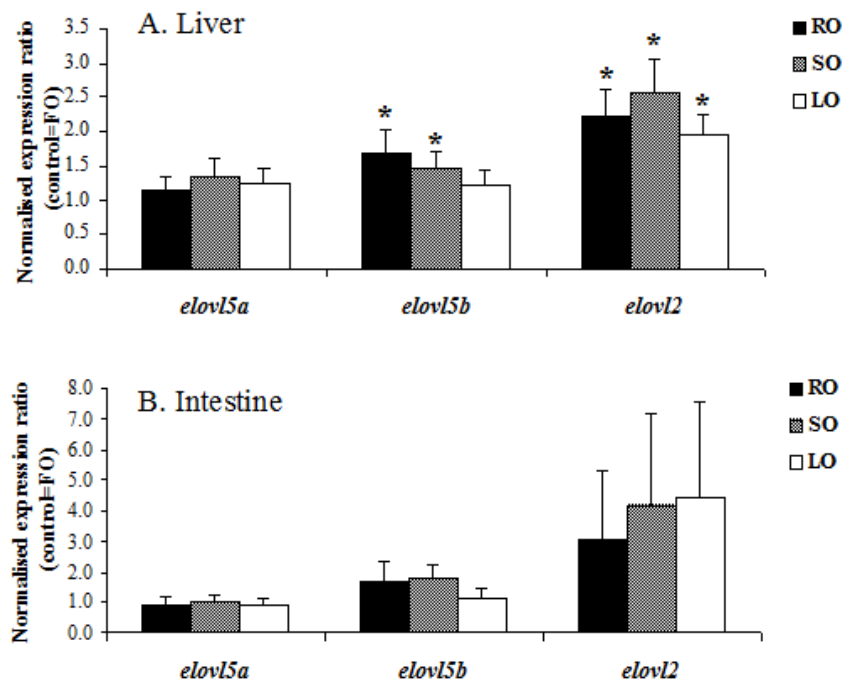 A. Liver
Normalised expression ratio
(control=FO)
3.5
3.0
2.5
2.0
1.5
1.0
0.5
0.0
* * * * *
elovl5a elovl5b elovl2
RO
SO
LO
B. Intestine
Normalised expression ratio
(control=FO)
8.0
7.0
6.0
5.0
4.0
3.0
2.0
1.0
0.0
elovl5a elovl5b elovl2
RO
SO
LO